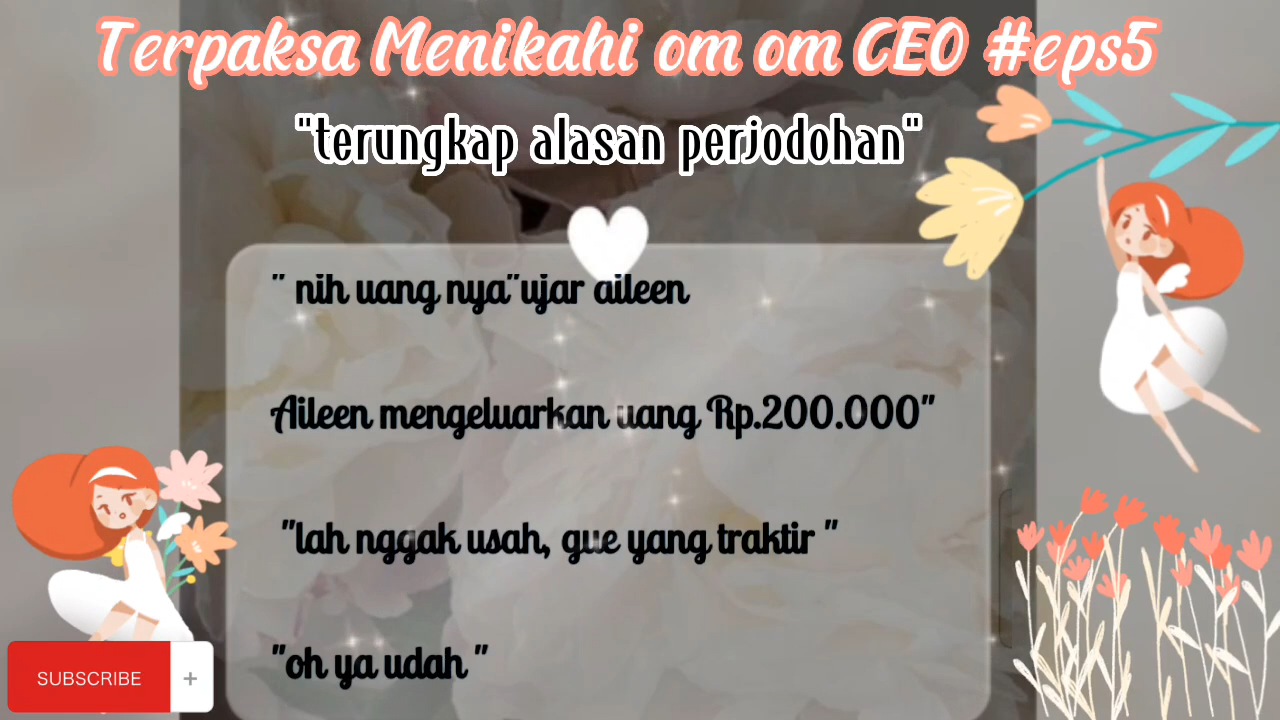 Terpaksa Menikahi om om CEO #eps5
"terungkap alasan perjodohan"
" nih uang nya"ujar aileen
Aileen mengeluarkan uang Rp.200.000"
"lah nggak usah, gue yang traktir "
"oh ya udah "
SUBSCRIBE +